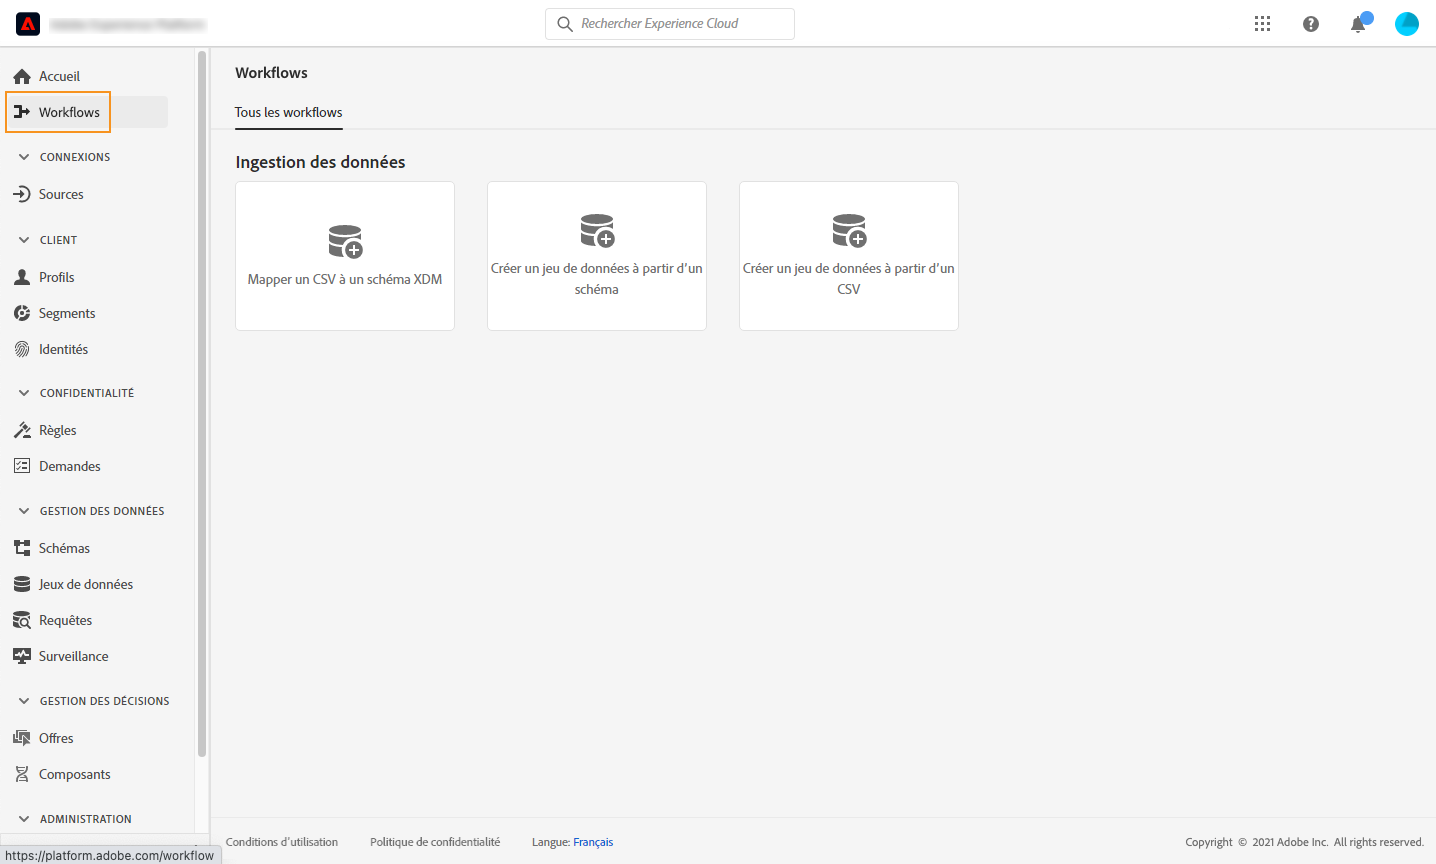 Rechercher Experience Cloud
Accueil
Workflows
CONNEXIONS
Sources
CLIENT
Profils
Segments
Identités
CONFIDENTIALITÉ
Règles
Demandes
GESTION DES DONNÉES
Schémas
Jeux de données
Requêtes
Surveillance
GESTION DES DÉCISIONS
Offres
Composants
ADMINISTRATION
https://platform.adobe.com/workflow
Workflows
Tous les workflows
Ingestion des données
Mapper un CSV à un schéma XDM
Créer un jeu de données à partir d'un
schéma
Créer un jeu de données à partir d'un
CSV
Conditions d'utilisation Politique de confidentialité Langue: Français Copyright © 2021 Adobe Inc. All rights reserved.